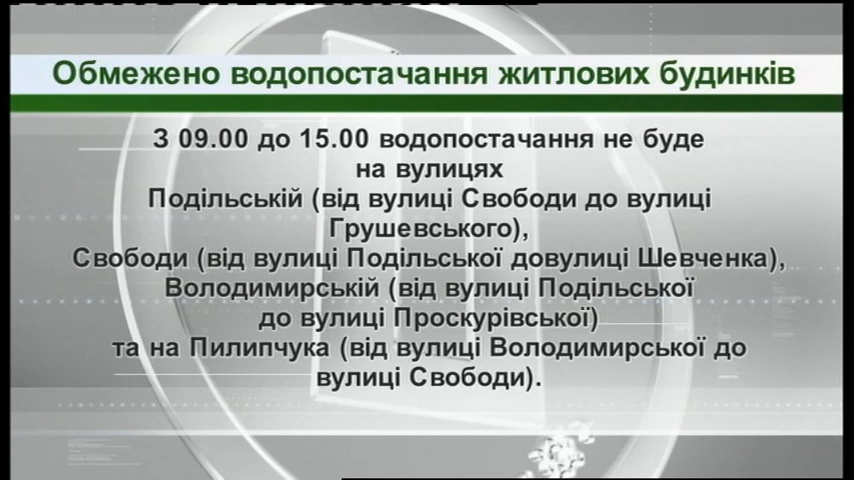 Обмежено водопостачання житлових будинків
З 09.00 до 15.00 водопостачання не буде
на вулицях
Подільській (від вулиці Свободи до вулиці
Грушевського),
Свободи (від вулиці Подільської довулиці Шевченка),
Володимирській (від вулиці Подільської
до вулиці Проскурівської)
та на Пилипчука (від вулиці Володимирської до
вулиці Свободи).